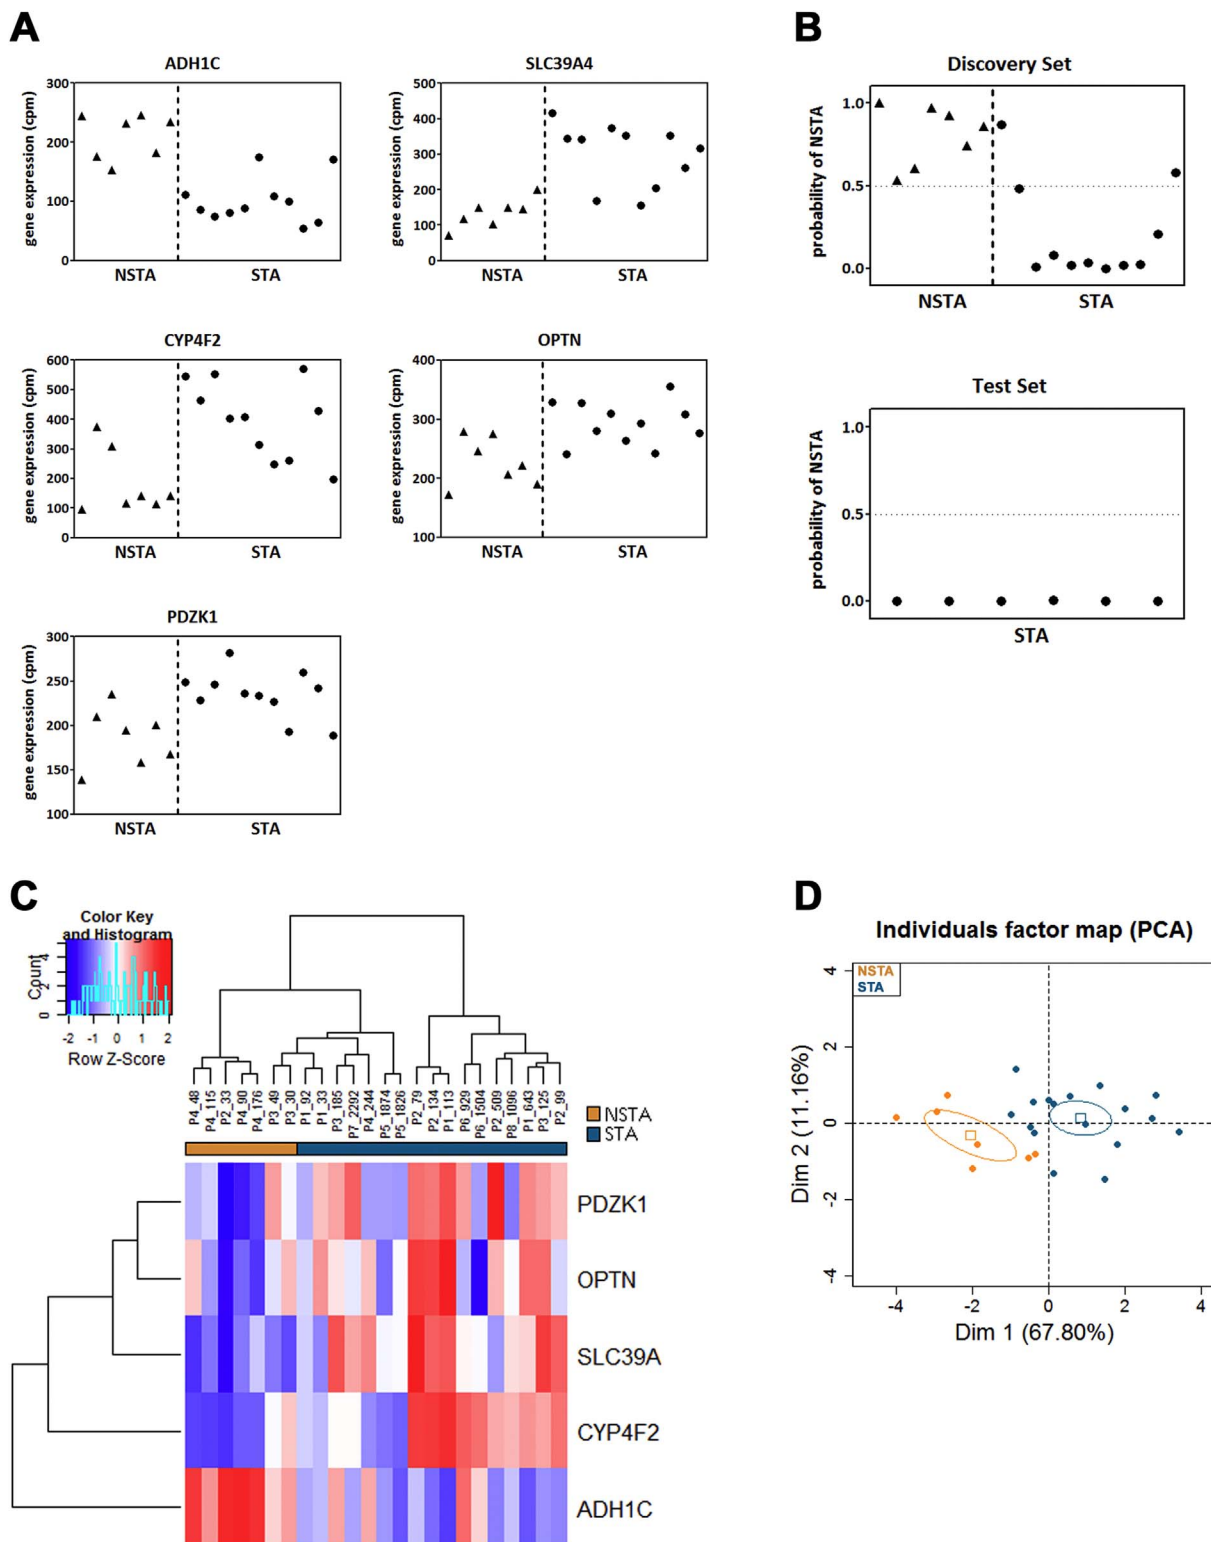 A
ADH1C
gene expression (cpm)
300
200
100
0
NSTA STA
SLC39A4
gene expression (cpm)
500
400
300
200
100
0
NSTA STA
CYP4F2
gene expression (cpm)
600
500
400
300
200
100
0
NSTA STA
OPTN
gene expression (cpm)
400
300
200
100
NSTA STA
PDZK1
gene expression (cpm)
300
250
200
150
100
NSTA STA
B
Discovery Set
probability of NSTA
1.0
0.5
0.0
NSTA STA
Test Set
probability of NSTA
1.0
0.5
0.0
STA
C
Color Key
and Histogram
Count
0 2 4
-2 -1 0 1 2
Row Z-Score
P4_48
P4_115
P2_33
P4_90
P4_176
P3_49
P3_30
P1_92
P1_33
P3_185
P7_2292
P4_244
P5_1874
P5_1826
P2_79
P2_134
P1_113
P6_929
P6_1504
P2_509
P8_1096
P1_643
P3_125
P2_99
NSTA
STA
PDZK1
OPTN
SLC39A
CYP4F2
ADH1C
D
Individuals factor map (PCA)
NSTA
STA
Dim 2 (11.16%)
4
2
0
-2
-4
-4 -2 0 2 4
Dim 1 (67.80%)